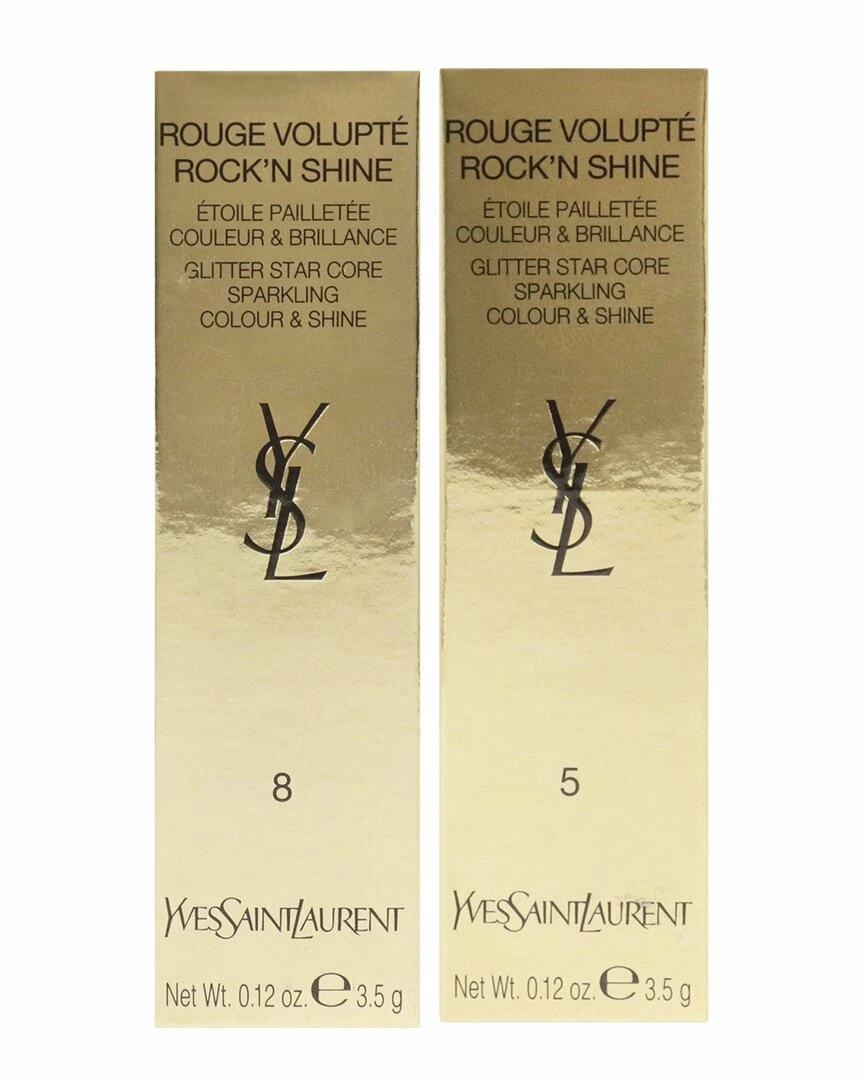 ROUGE VOLUPTÉ
ROCK'N SHINE
ÉTOILE PAILLETÉE
COULEUR & BRILLANCE
GLITTER STAR CORE
SPARKLING
COLOUR & SHINE
YSL
8
YVESSAINTLAURENT
Net Wt. 0.12 oz. ℮ 3.5 g
ROUGE VOLUPTÉ
ROCK'N SHINE
ÉTOILE PAILLETÉE
COULEUR & BRILLANCE
GLITTER STAR CORE
SPARKLING
COLOUR & SHINE
YSL
5
YVESSAINTLAURENT
Net Wt. 0.12 oz. ℮ 3.5 g